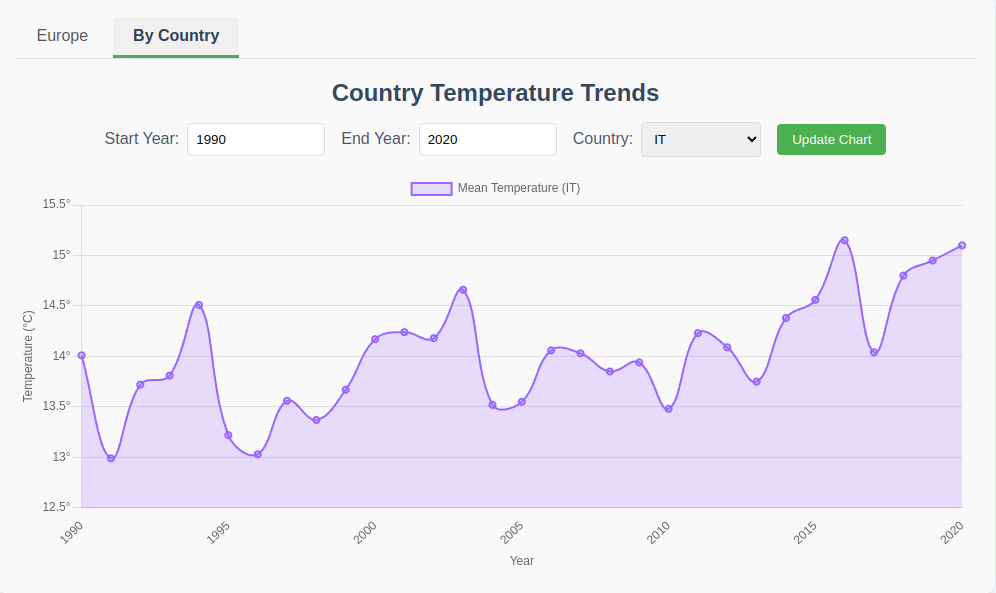 Europe By Country
Country Temperature Trends
Start Year: 1990 End Year: 2020 Country: IT Update Chart
Mean Temperature (IT)
Temperature (°C)
15.5°
15°
14.5°
14°
13.5°
13°
12.5°
1990 1995 2000 2005 2010 2015 2020
Year